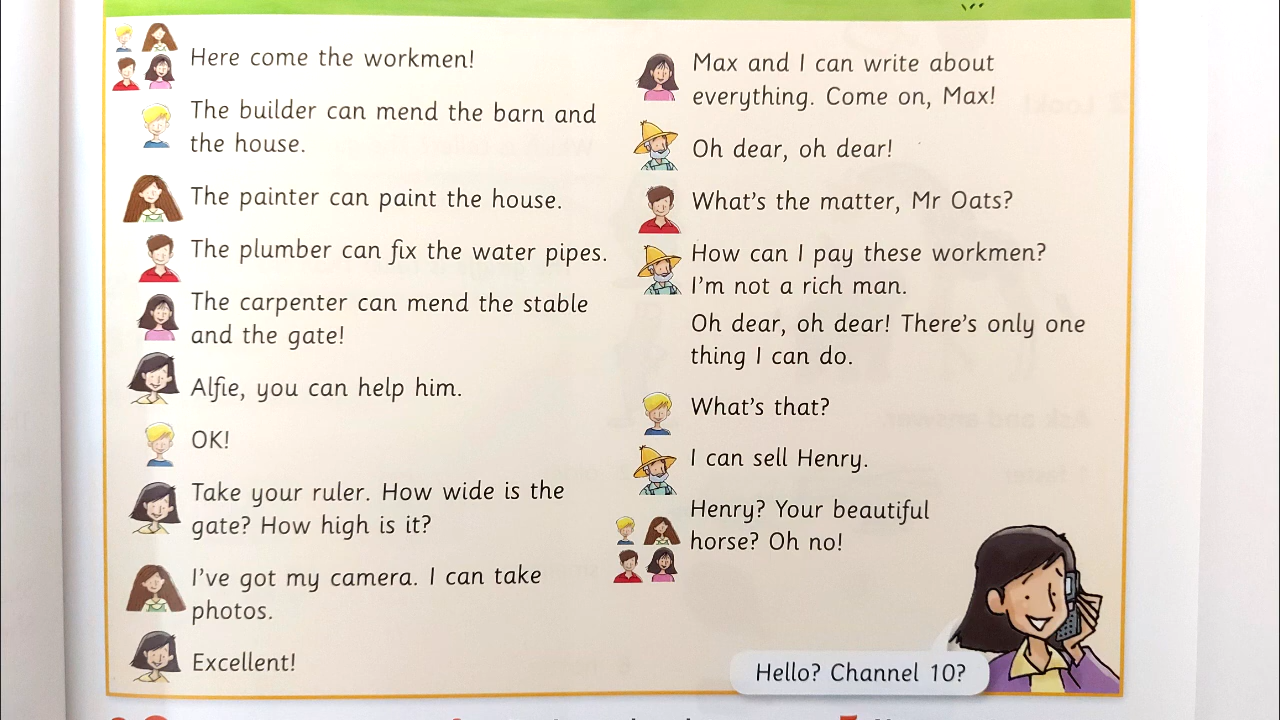 Here come the workmen!
The builder can mend the barn and
the house.
The painter can paint the house.
The plumber can fix the water pipes.
The carpenter can mend the stable
and the gate!
Alfie, you can help him.
OK!
Take your ruler. How wide is the
gate? How high is it?
I've got my camera. I can take
photos.
Excellent!
Max and I can write about
everything. Come on, Max!
Oh dear, oh dear!
What's the matter, Mr Oats?
How can I pay these workmen?
I'm not a rich man.
Oh dear, oh dear! There's only one
thing I can do.
What's that?
I can sell Henry.
Henry? Your beautiful
horse? Oh no!
Hello? Channel 10?